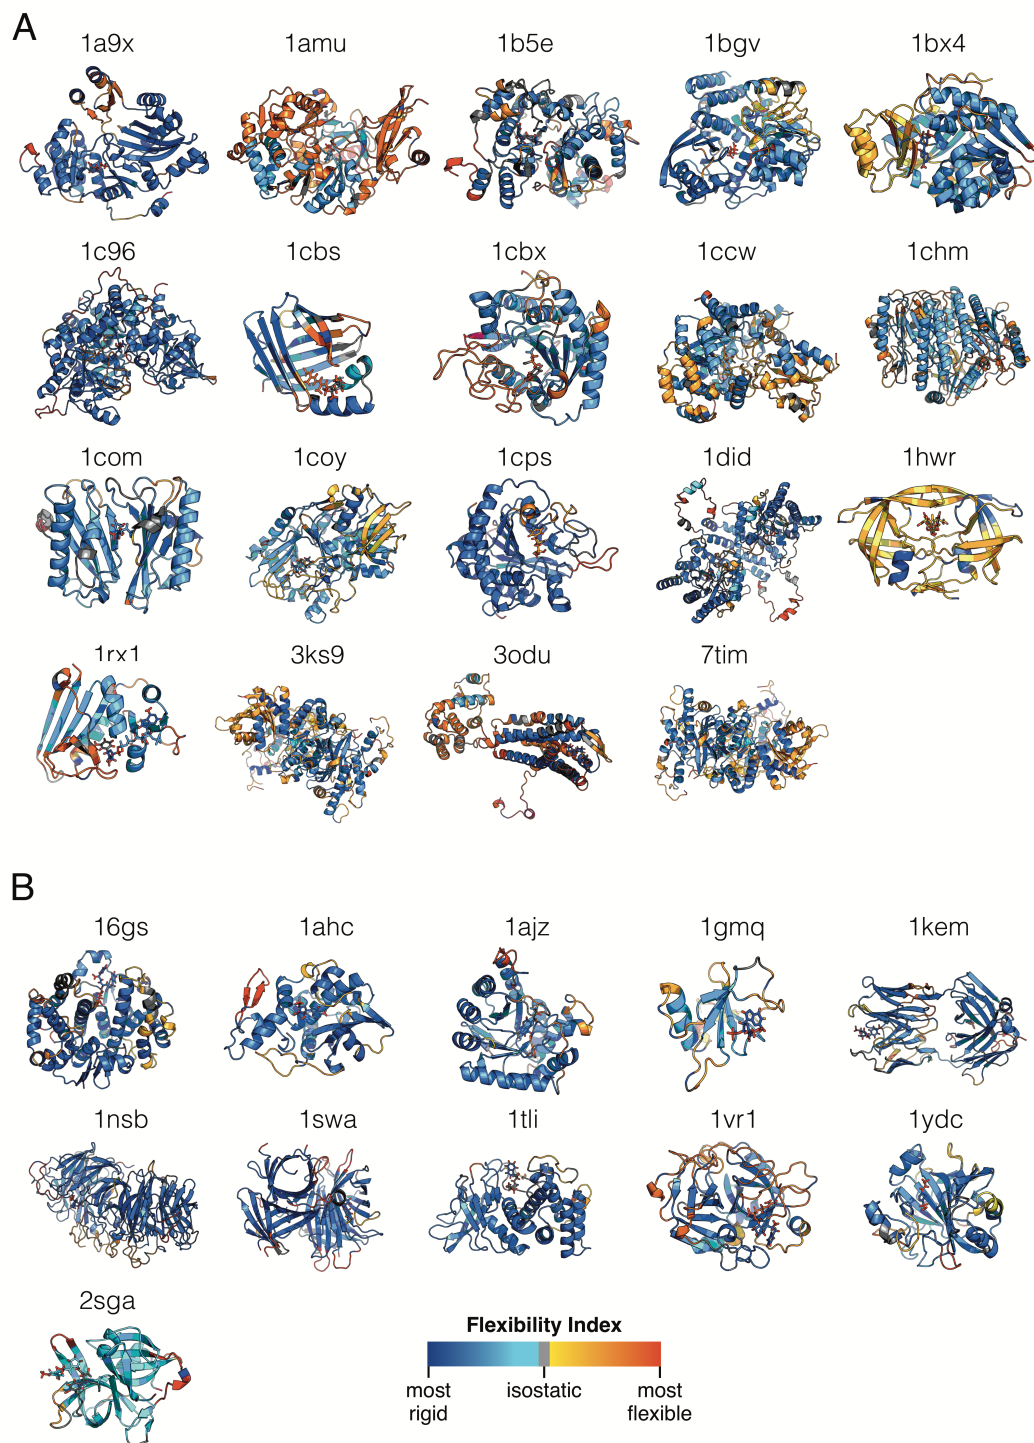 A
1a9x 1amu 1b5e 1bgv 1bx4
1c96 1cbs 1cbx 1ccw 1chm
1com 1coy 1cps 1did 1hwr
1rx1 3ks9 3odu 7tim
B
16gs 1ahc 1ajz 1gmq 1kem
1nsb 1swa 1tli 1vr1 1ydc
2sga
Flexibility Index
most isostatic most
rigid flexible